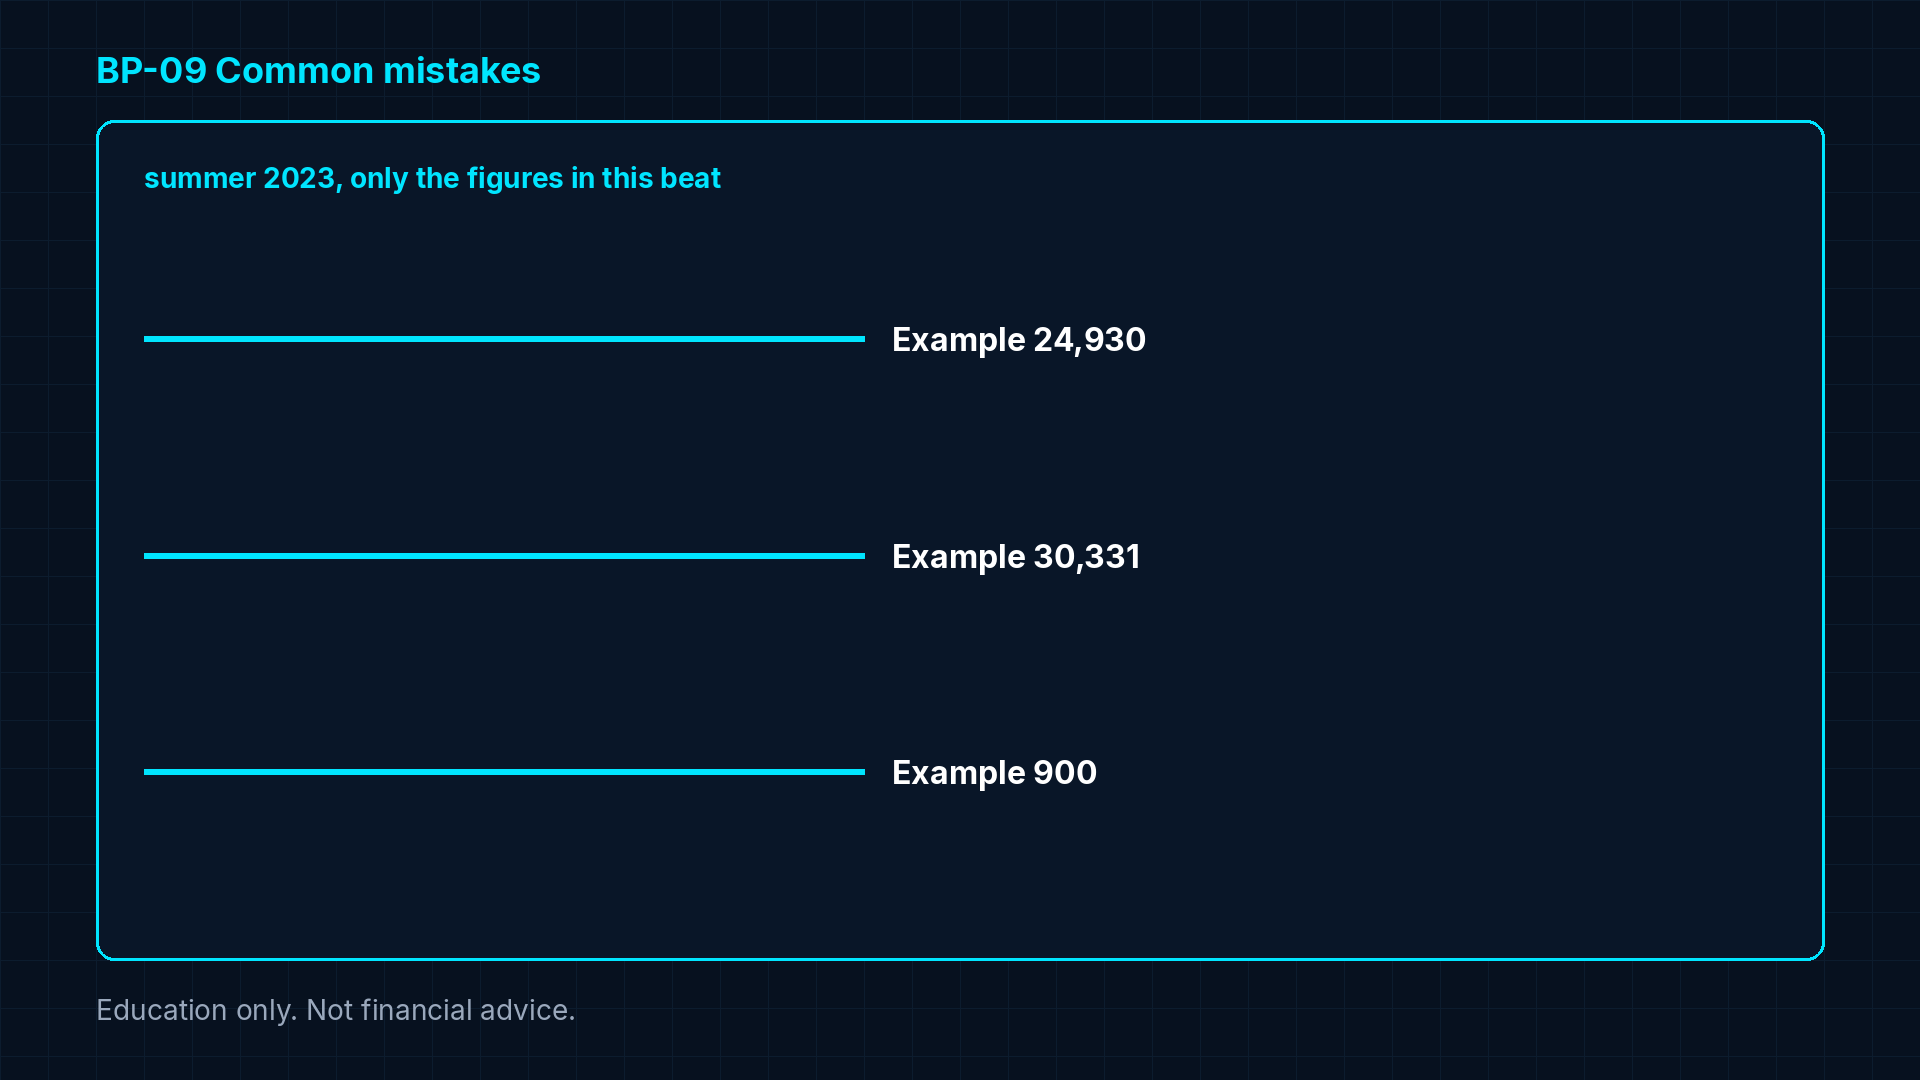 BP-09 Common mistakes
summer 2023, only the figures in this beat
Example 24,930
Example 30,331
Example 900
Education only. Not financial advice.